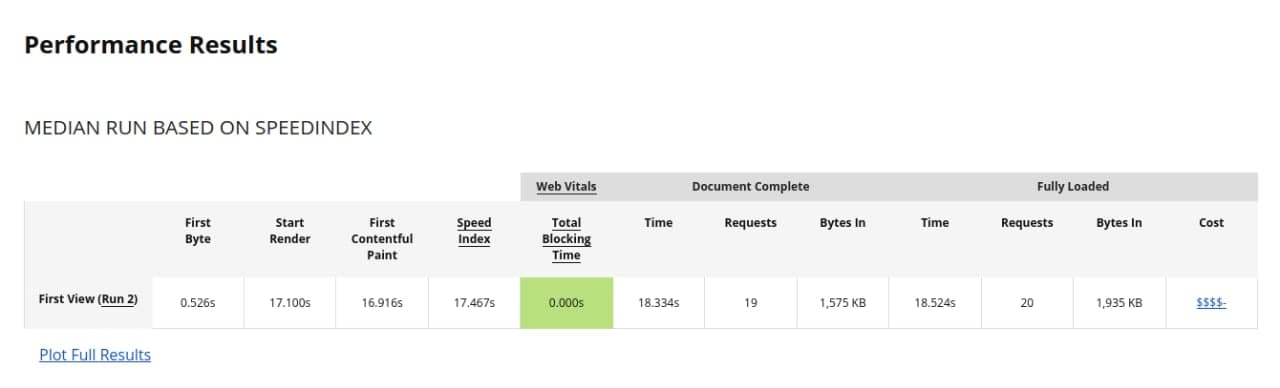 Performance Results
MEDIAN RUN BASED ON SPEEDINDEX
Web Vitals Document Complete Fully Loaded
First Byte Start Render First Contentful Paint Speed Index Total Blocking Time Time Requests Bytes In Time Requests Bytes In Cost
First View (Run 2) 0.526s 17.100s 16.916s 17.467s 0.000s 18.334s 19 1,575 KB 18.524s 20 1,935 KB $$$$-
Plot Full Results